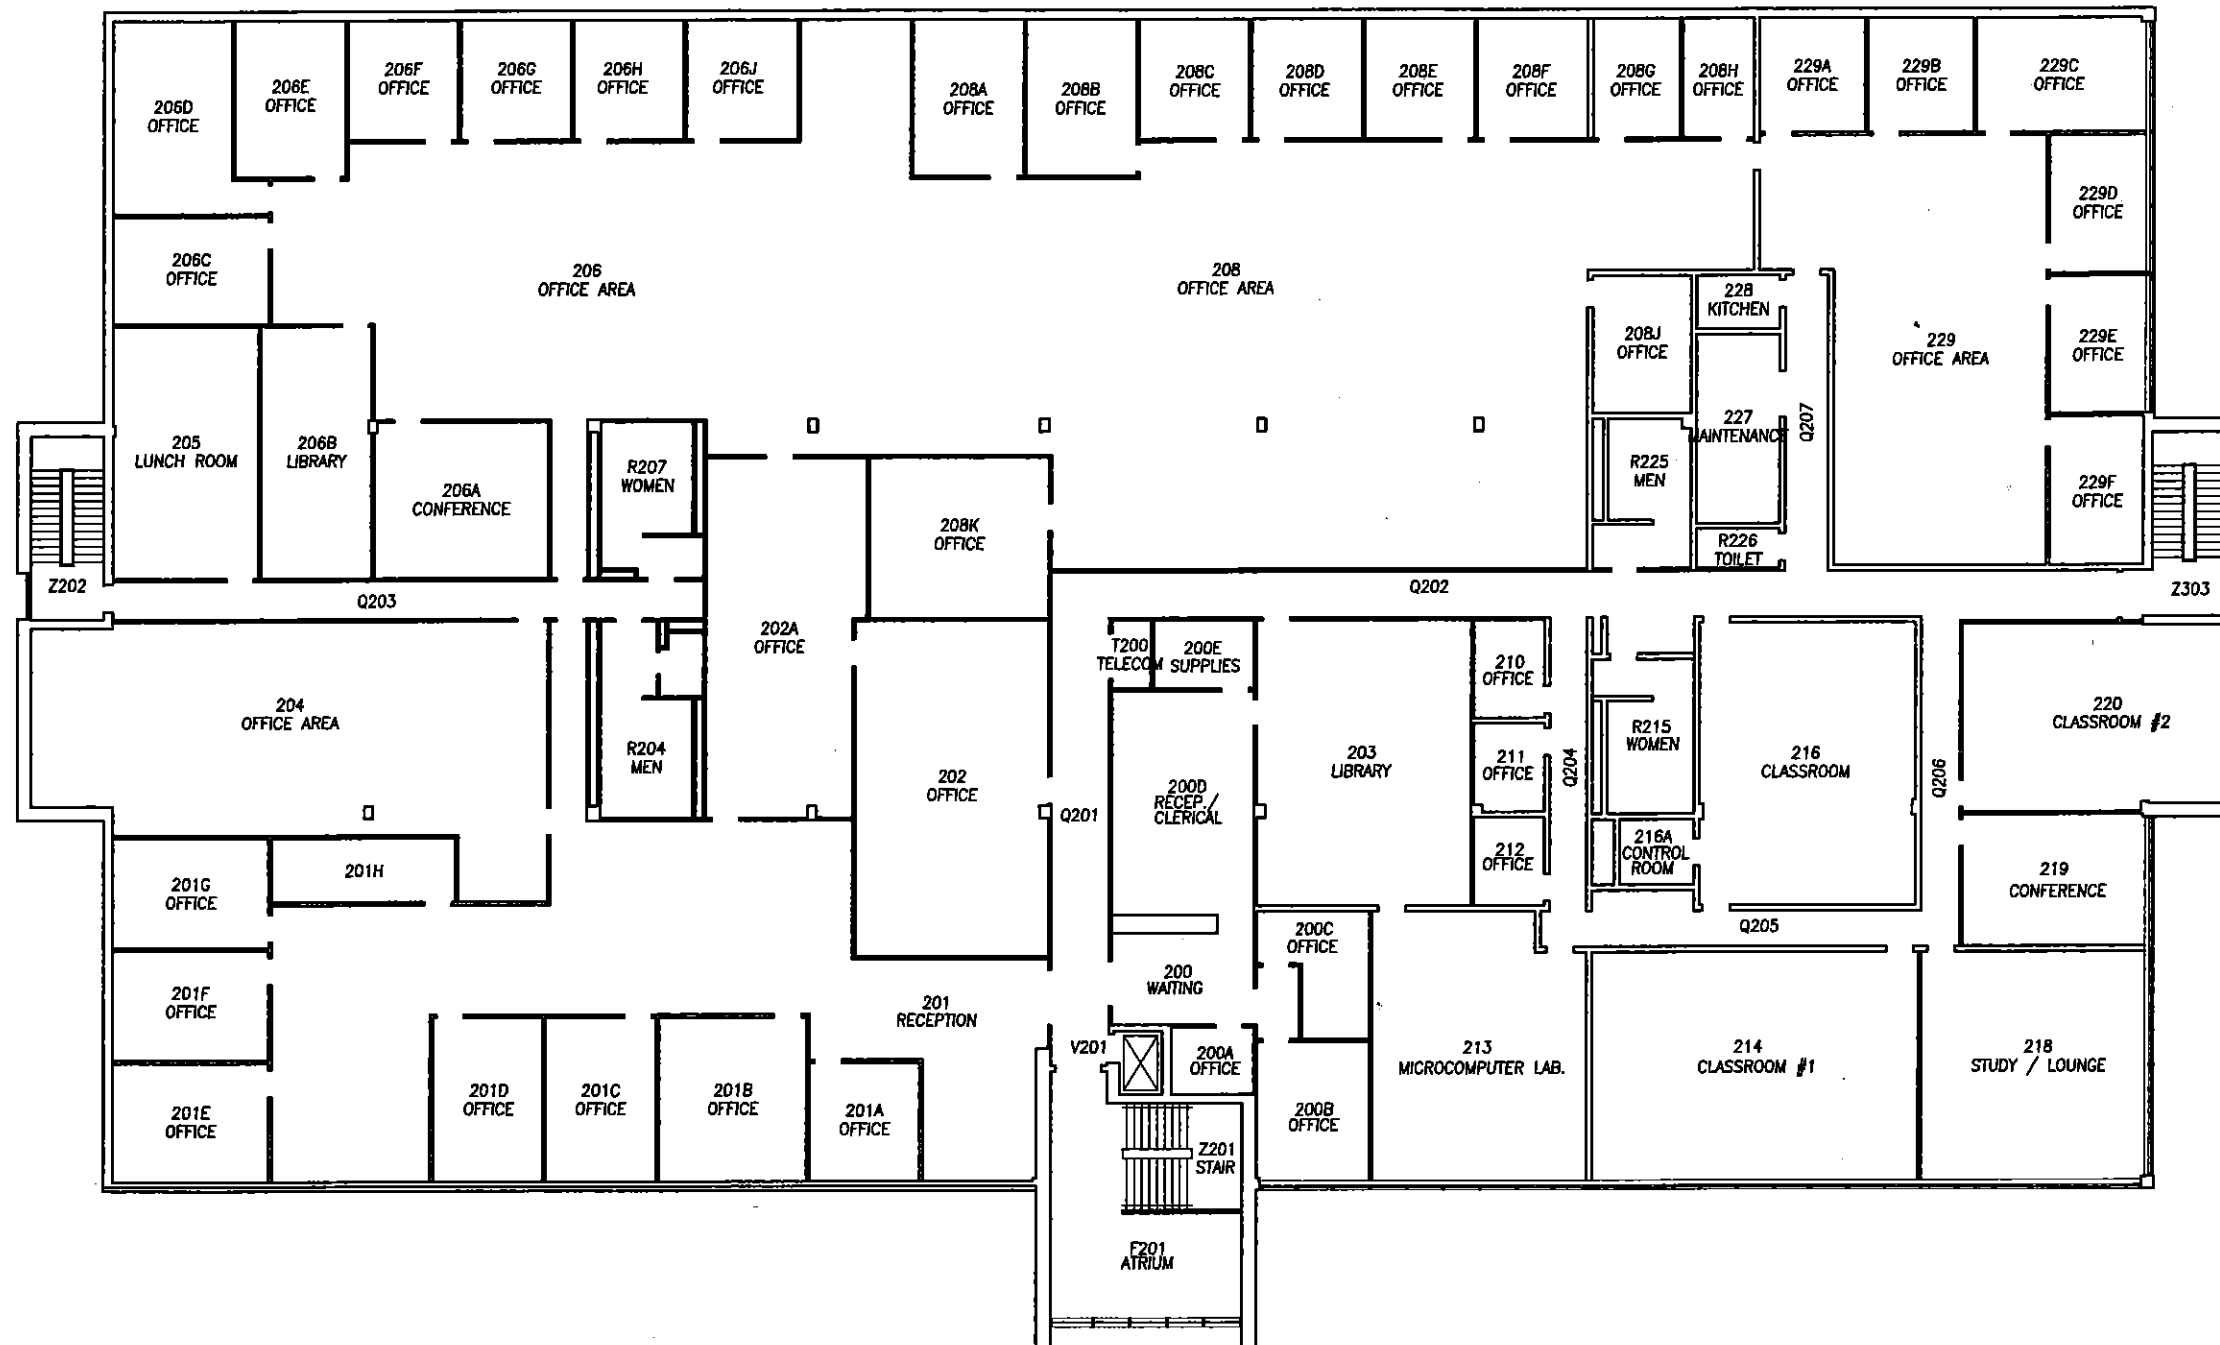 206D
OFFICE
206E
OFFICE
206F
OFFICE
206G
OFFICE
206H
OFFICE
206J
OFFICE
208A
OFFICE
208B
OFFICE
208C
OFFICE
208D
OFFICE
208E
OFFICE
208F
OFFICE
208G
OFFICE
208H
OFFICE
229A
OFFICE
229B
OFFICE
229C
OFFICE
229D
OFFICE
206C
OFFICE
206
OFFICE AREA
208
OFFICE AREA
228
KITCHEN
208J
OFFICE
229
OFFICE AREA
229E
OFFICE
205
LUNCH ROOM
206B
LIBRARY
206A
CONFERENCE
R207
WOMEN
208K
OFFICE
R225
MEN
227
MAINTENANCE
Q207
229F
OFFICE
R226
TOILET
Z202
Q203
Q202
Z303
202A
OFFICE
T200
TELECOM
200E
SUPPLIES
210
OFFICE
204
OFFICE AREA
R204
MEN
202
OFFICE
Q201
200D
RECEP./
CLERICAL
203
LIBRARY
211
OFFICE
Q204
R215
WOMEN
216
CLASSROOM
Q206
220
CLASSROOM #2
212
OFFICE
216A
CONTROL
ROOM
219
CONFERENCE
201G
OFFICE
201H
200C
OFFICE
Q205
201F
OFFICE
201
RECEPTION
200
WAITING
V201
200A
OFFICE
213
MICROCOMPUTER LAB.
214
CLASSROOM #1
218
STUDY / LOUNGE
201E
OFFICE
201D
OFFICE
201C
OFFICE
201B
OFFICE
201A
OFFICE
200B
OFFICE
Z201
STAIR
F201
ATRIUM